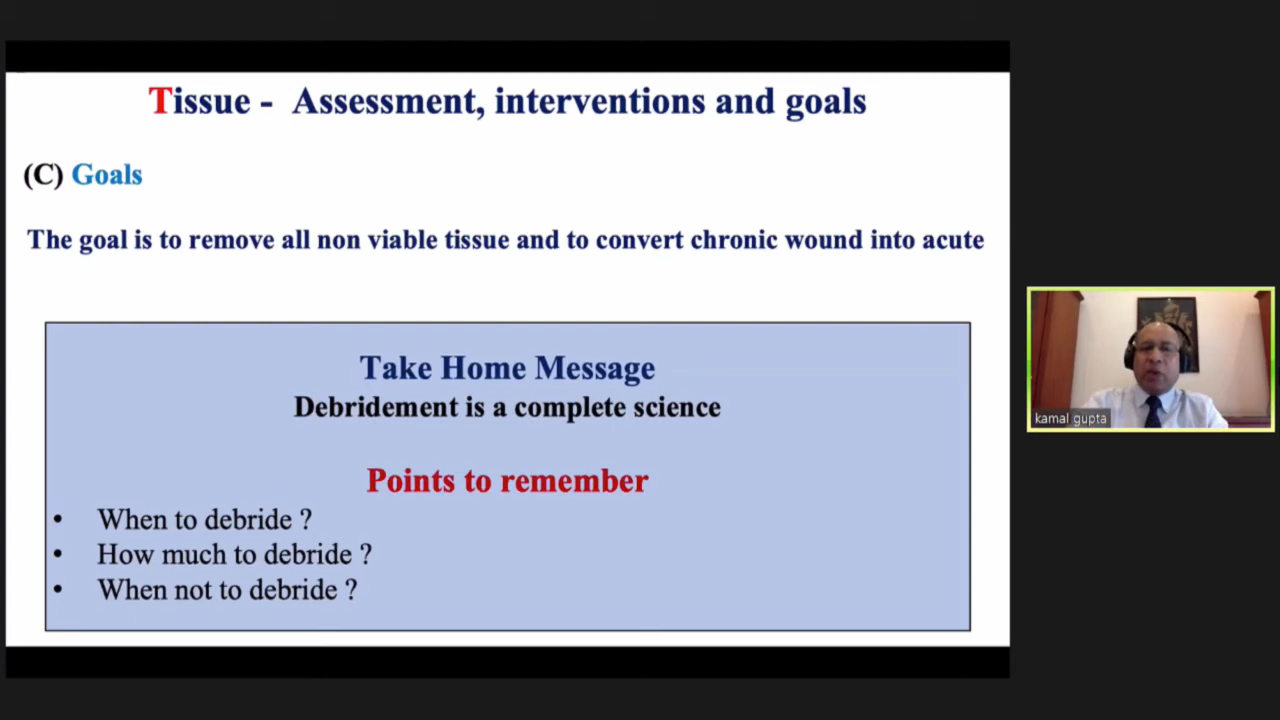 Tissue - Assessment, interventions and goals
(C) Goals
The goal is to remove all non viable tissue and to convert chronic wound into acute
Take Home Message
Debridement is a complete science
Points to remember
• When to debride ?
• How much to debride ?
• When not to debride ?
kamal gupta